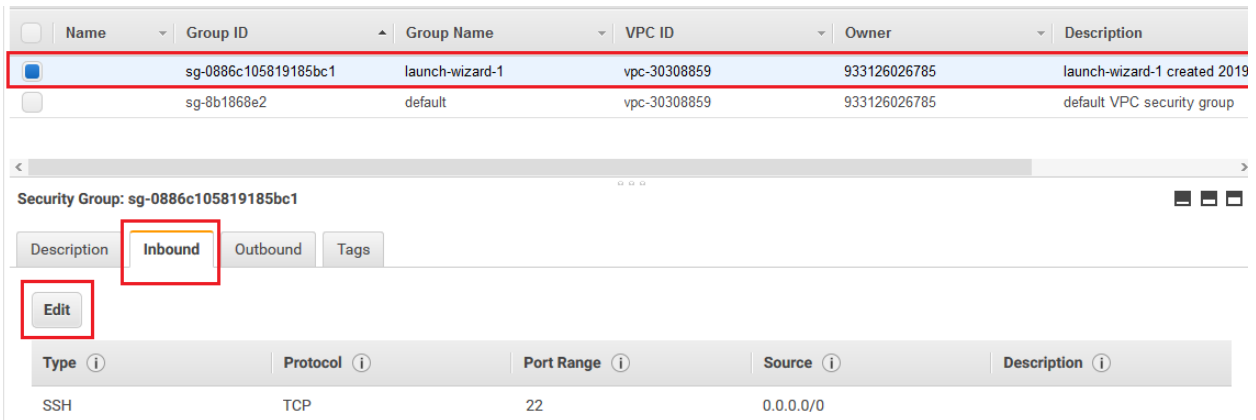 Name Group ID Group Name VPC ID Owner Description
sg-0886c105819185bc1 launch-wizard-1 vpc-30308859 933126026785 launch-wizard-1 created 2019
sg-8b1868e2 default vpc-30308859 933126026785 default VPC security group
Security Group: sg-0886c105819185bc1
Description Inbound Outbound Tags
Edit
Type i Protocol i Port Range i Source i Description i
SSH TCP 22 0.0.0.0/0